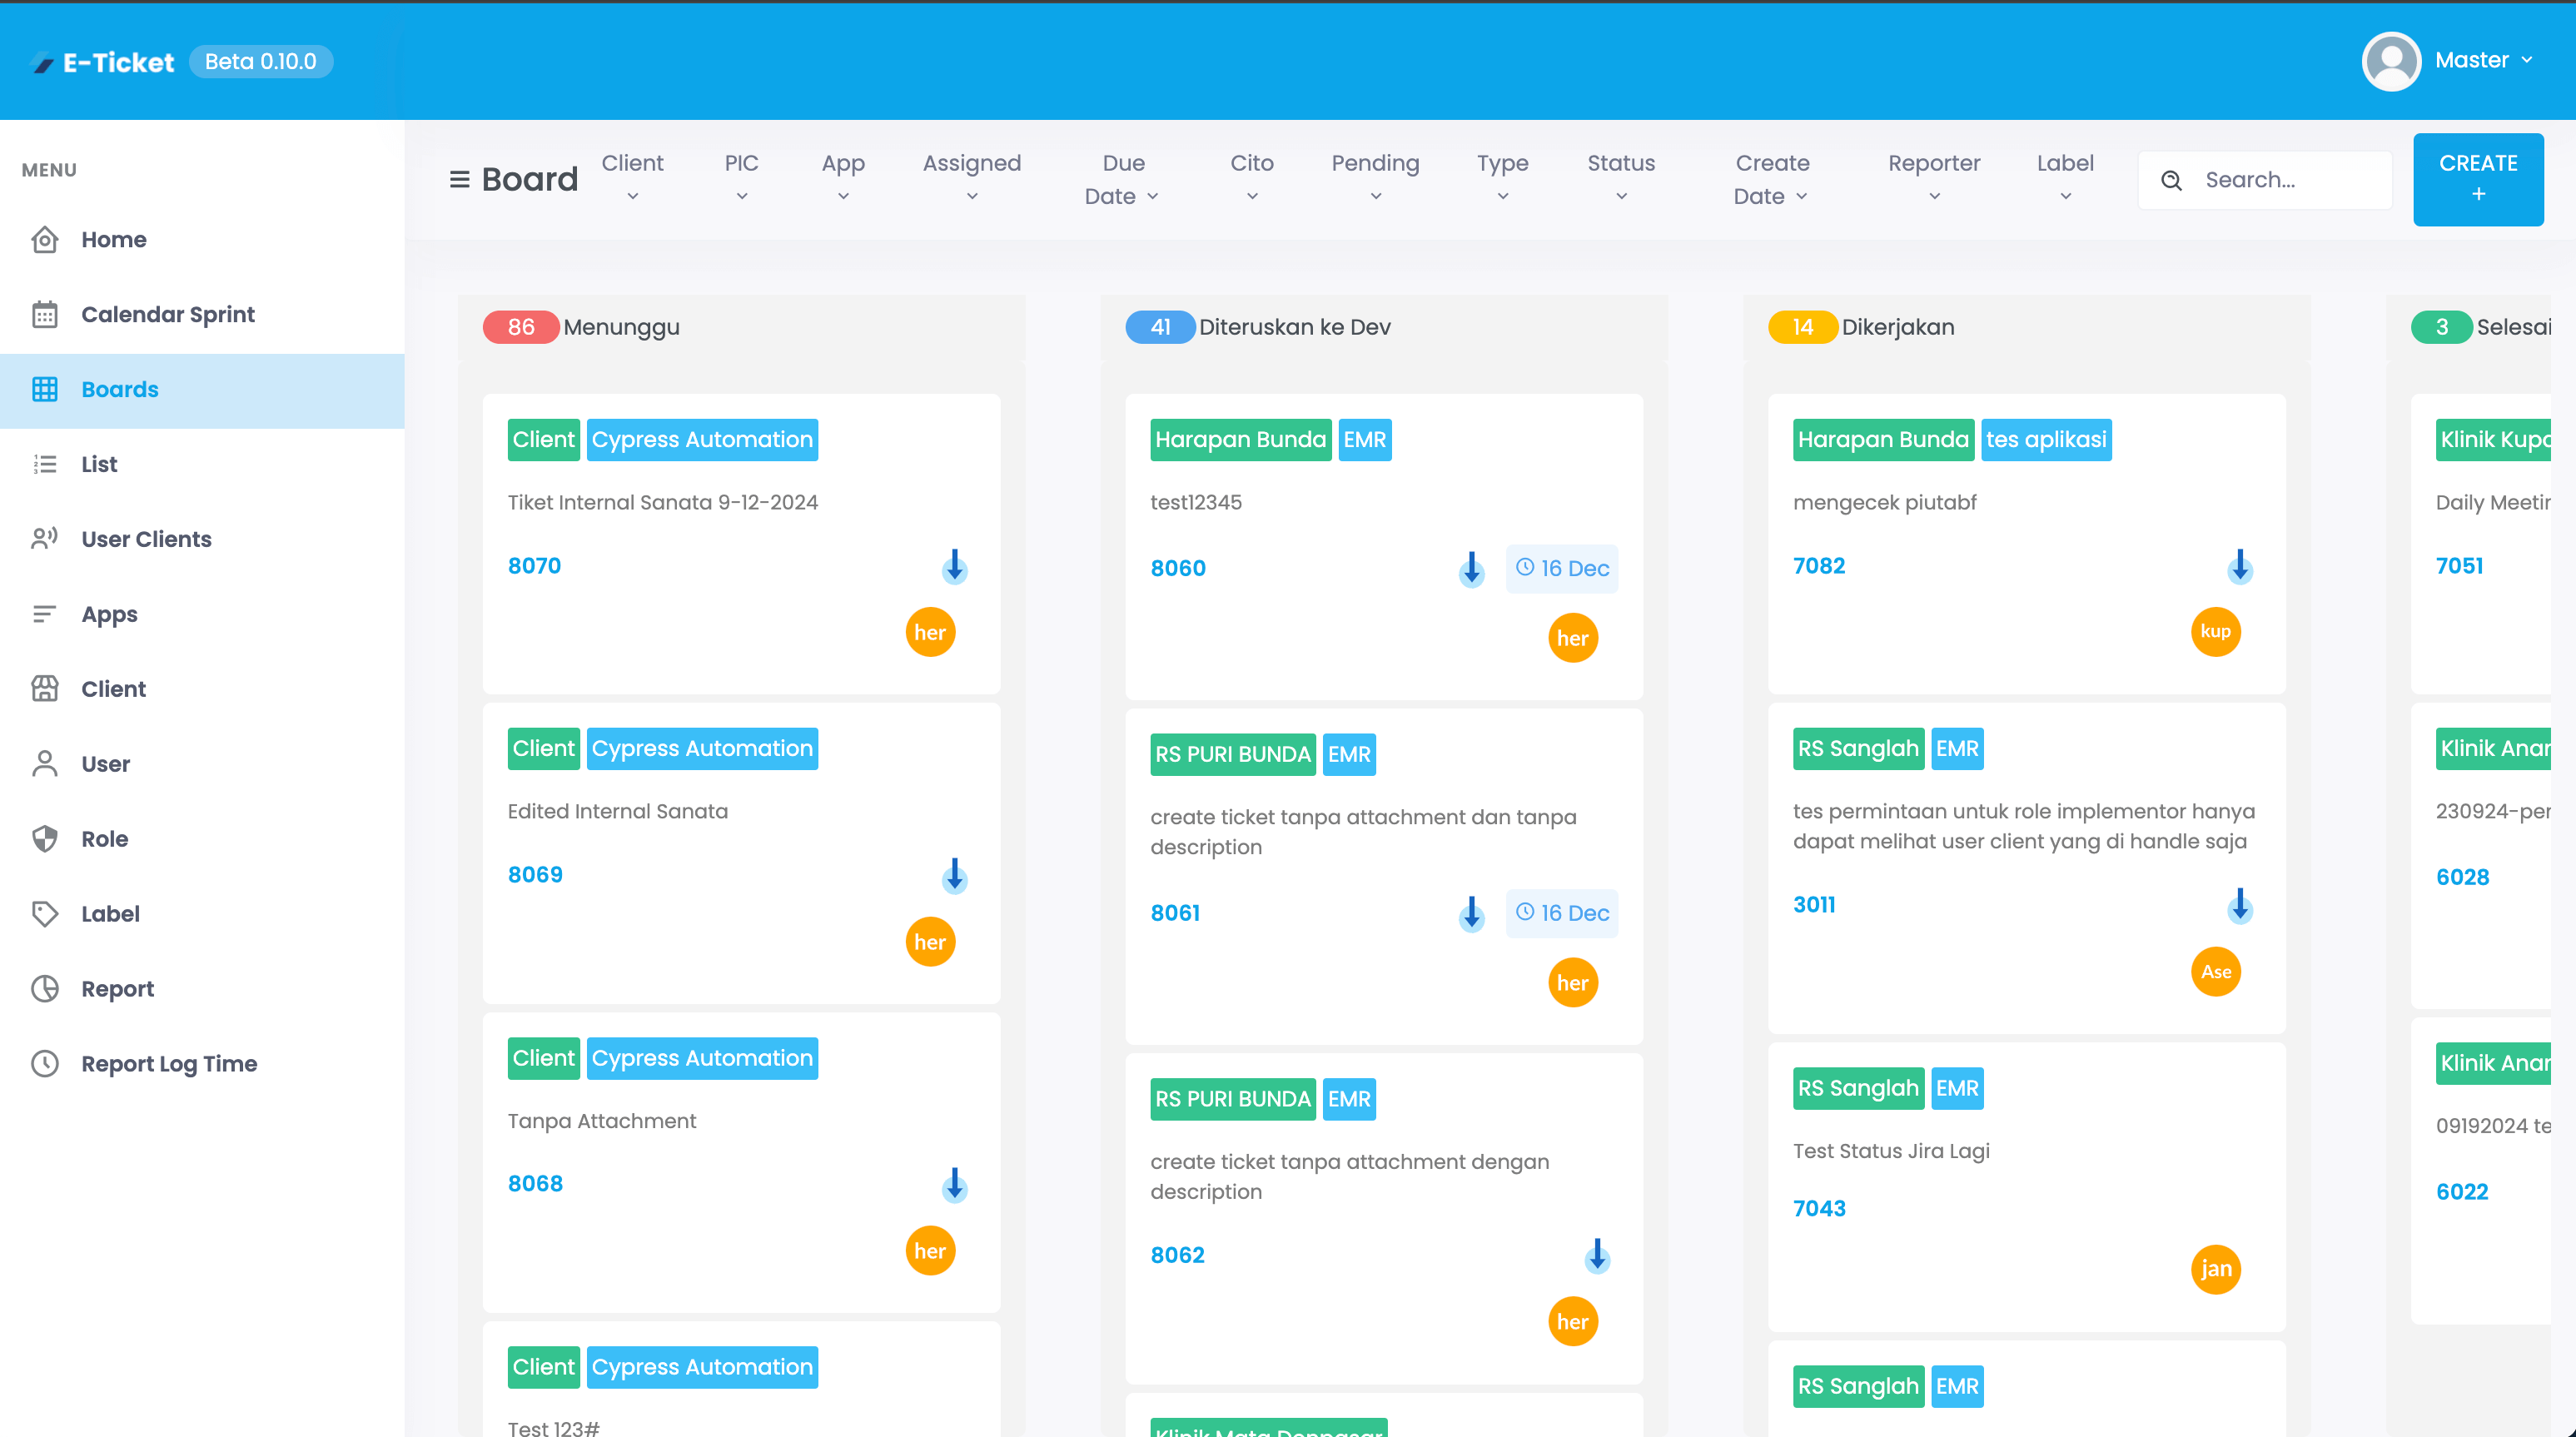 E-Ticket Beta 0.10.0
Master
MENU
Home
Calendar Sprint
Boards
List
User Clients
Apps
Client
User
Role
Label
Report
Report Log Time
Board
Client
PIC
App
Assigned
Due
Date
Cito
Pending
Type
Status
Create
Date
Reporter
Label
Search...
CREATE
+
86 Menunggu
Client Cypress Automation
Tiket Internal Sanata 9-12-2024
8070
her
Client Cypress Automation
Edited Internal Sanata
8069
her
Client Cypress Automation
Tanpa Attachment
8068
her
Client Cypress Automation
Test 123#
41 Diteruskan ke Dev
Harapan Bunda EMR
test12345
8060 16 Dec
her
RS PURI BUNDA EMR
create ticket tanpa attachment dan tanpa
description
8061 16 Dec
her
RS PURI BUNDA EMR
create ticket tanpa attachment dengan
description
8062
her
Klinik Mata Denpasar
14 Dikerjakan
Harapan Bunda tes aplikasi
mengecek piutabf
7082
kup
RS Sanglah EMR
tes permintaan untuk role implementor hanya
dapat melihat user client yang di handle saja
3011
Ase
RS Sanglah EMR
Test Status Jira Lagi
7043
jan
RS Sanglah EMR
3 Selesai
Klinik
Daily
7051
Klinik
6028
Klinik
09192024
6022